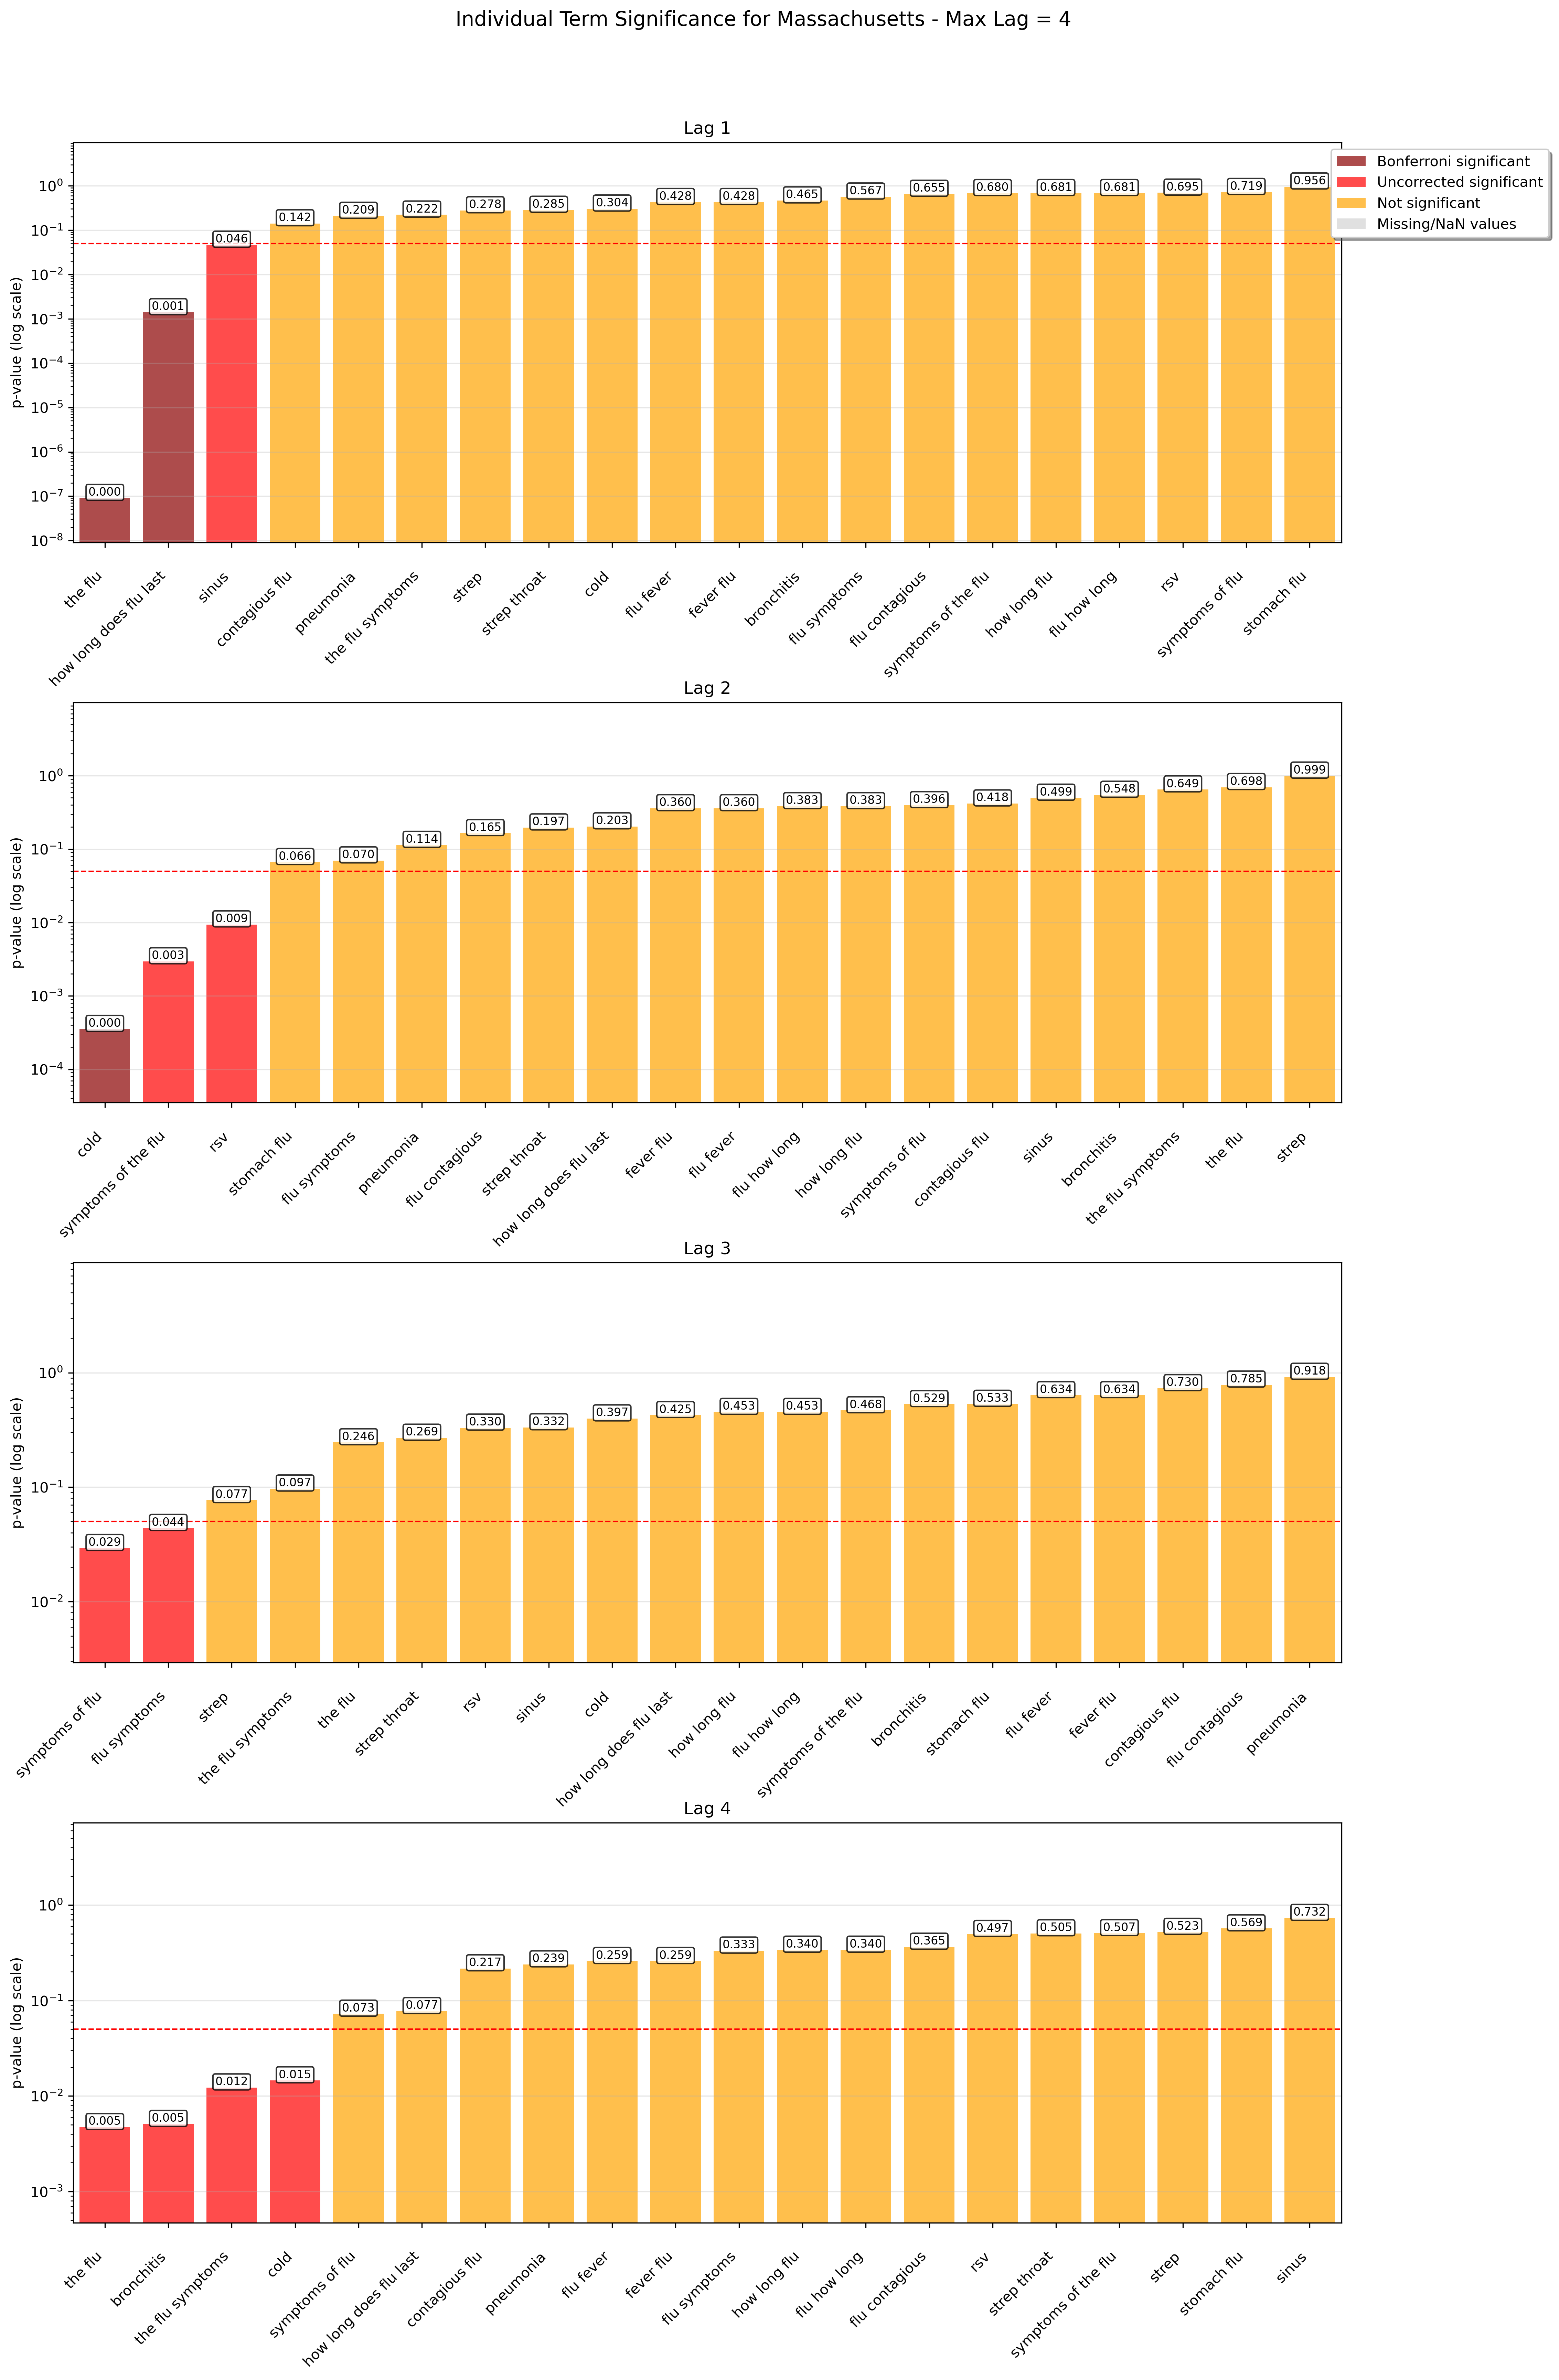 Individual Term Significance for Massachusetts - Max Lag = 4
Lag 1
Bonferroni significant
Uncorrected significant
Not significant
Missing/NaN values
p-value (log scale)
10⁰
10⁻¹
10⁻²
10⁻³
10⁻⁴
10⁻⁵
10⁻⁶
10⁻⁷
10⁻⁸
0.000 0.001 0.046 0.142 0.209 0.222 0.278 0.285 0.304 0.428 0.428 0.465 0.567 0.655 0.680 0.681 0.681 0.695 0.719 0.956
the flu
how long does flu last
sinus
contagious flu
pneumonia
the flu symptoms
strep
strep throat
cold
flu fever
fever flu
bronchitis
flu symptoms
flu contagious
symptoms of the flu
how long flu
flu how long
rsv
symptoms of flu
stomach flu
Lag 2
p-value (log scale)
10⁰
10⁻¹
10⁻²
10⁻³
10⁻⁴
0.000 0.003 0.009 0.066 0.070 0.114 0.165 0.197 0.203 0.360 0.360 0.383 0.383 0.396 0.418 0.499 0.548 0.649 0.698 0.999
cold
symptoms of the flu
rsv
stomach flu
flu symptoms
pneumonia
flu contagious
strep throat
how long does flu last
fever flu
flu fever
flu how long
how long flu
symptoms of flu
contagious flu
sinus
bronchitis
the flu symptoms
the flu
strep
Lag 3
p-value (log scale)
10⁰
10⁻¹
10⁻²
0.029 0.044 0.077 0.097 0.246 0.269 0.330 0.332 0.397 0.425 0.453 0.453 0.468 0.529 0.533 0.634 0.634 0.730 0.785 0.918
symptoms of flu
flu symptoms
strep
the flu symptoms
the flu
strep throat
rsv
sinus
cold
how long does flu last
how long flu
flu how long
symptoms of the flu
bronchitis
stomach flu
flu fever
fever flu
contagious flu
flu contagious
pneumonia
Lag 4
p-value (log scale)
10⁰
10⁻¹
10⁻²
10⁻³
0.005 0.005 0.012 0.015 0.073 0.077 0.217 0.239 0.259 0.259 0.333 0.340 0.340 0.365 0.497 0.505 0.507 0.523 0.569 0.732
the flu
bronchitis
the flu symptoms
cold
symptoms of flu
how long does flu last
contagious flu
pneumonia
flu fever
fever flu
flu symptoms
how long flu
flu how long
flu contagious
rsv
strep throat
symptoms of the flu
strep
stomach flu
sinus